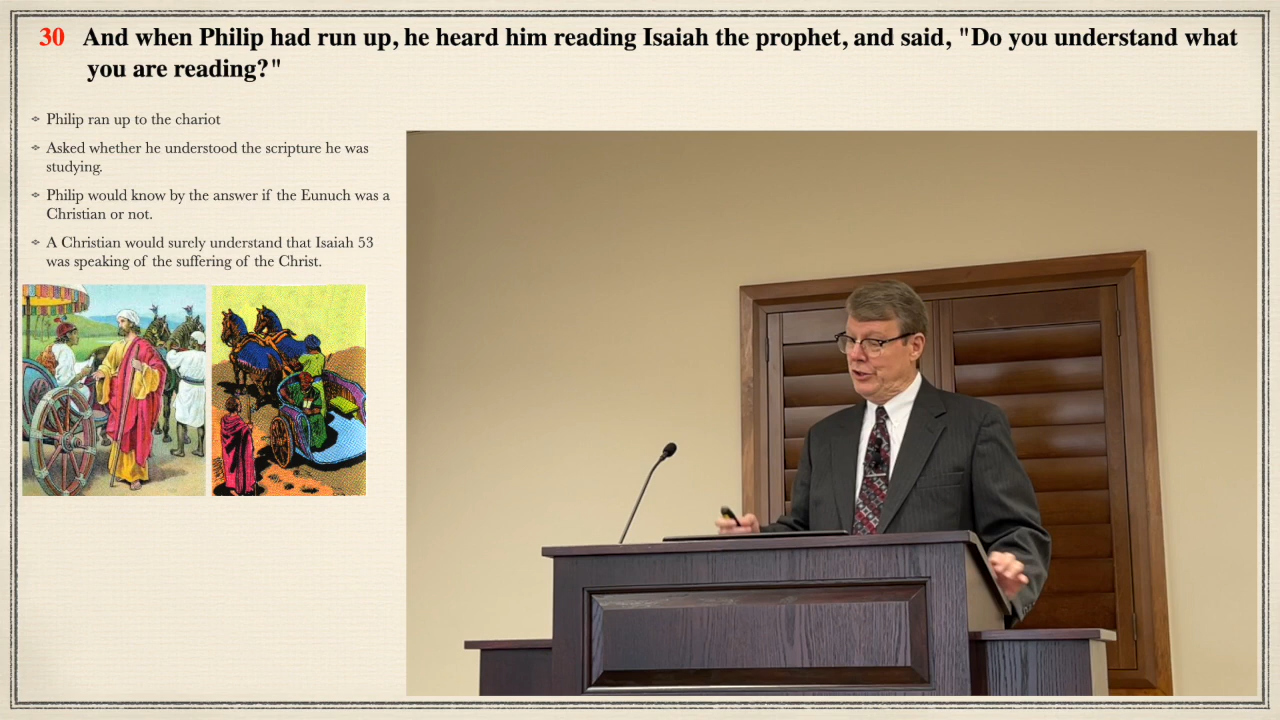 30 And when Philip had run up, he heard him reading Isaiah the prophet, and said, "Do you understand what
you are reading?"
Philip ran up to the chariot
Asked whether he understood the scripture he was
studying.
Philip would know by the answer if the Eunuch was a
Christian or not.
A Christian would surely understand that Isaiah 53
was speaking of the suffering of the Christ.